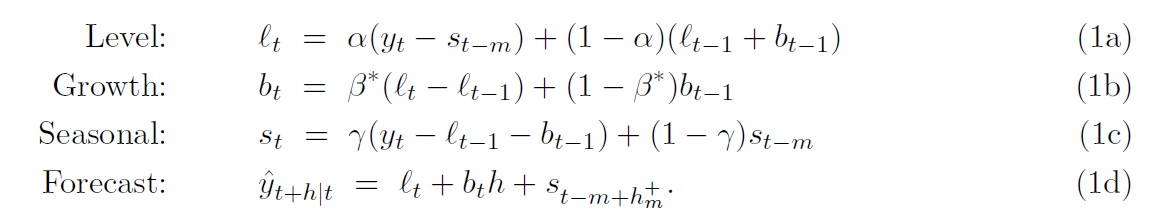 Level: ℓ_t = α(y_t − s_{t−m}) + (1 − α)(ℓ_{t−1} + b_{t−1}) (1a)
Growth: b_t = β*(ℓ_t − ℓ_{t−1}) + (1 − β*)b_{t−1} (1b)
Seasonal: s_t = γ(y_t − ℓ_{t−1} − b_{t−1}) + (1 − γ)s_{t−m} (1c)
Forecast: ŷ_{t+h|t} = ℓ_t + b_t h + s_{t−m+h_m^+}. (1d)